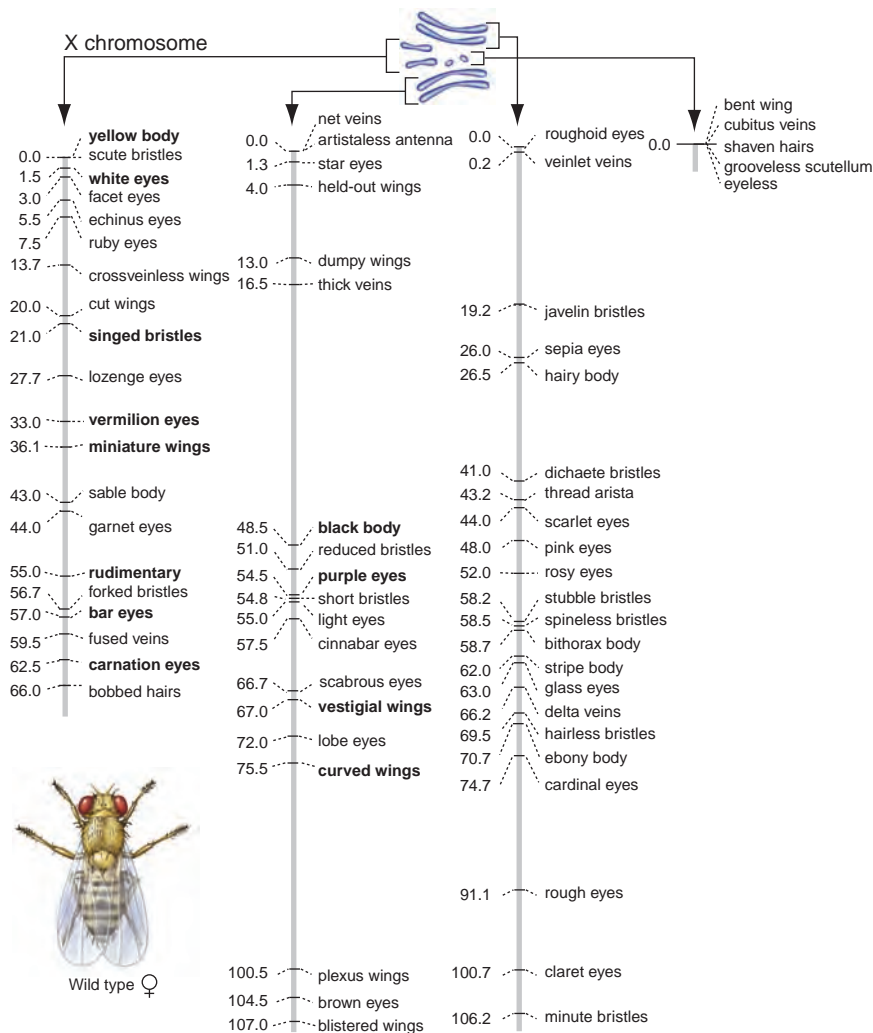 X chromosome
yellow body
0.0 scute bristles
1.5 white eyes
3.0 facet eyes
5.5 echinus eyes
7.5 ruby eyes
13.7 crossveinless wings
20.0 cut wings
21.0 singed bristles
27.7 lozenge eyes
33.0 vermilion eyes
36.1 miniature wings
43.0 sable body
44.0 garnet eyes
55.0 rudimentary
56.7 forked bristles
57.0 bar eyes
59.5 fused veins
62.5 carnation eyes
66.0 bobbed hairs
net veins
0.0 artistaless antenna
1.3 star eyes
4.0 held-out wings
13.0 dumpy wings
16.5 thick veins
48.5 black body
51.0 reduced bristles
54.5 purple eyes
54.8 short bristles
55.0 light eyes
57.5 cinnabar eyes
66.7 scabrous eyes
67.0 vestigial wings
72.0 lobe eyes
75.5 curved wings
100.5 plexus wings
104.5 brown eyes
107.0 blistered wings
0.0 roughoid eyes
0.2 veinlet veins
19.2 javelin bristles
26.0 sepia eyes
26.5 hairy body
41.0 dichaete bristles
43.2 thread arista
44.0 scarlet eyes
48.0 pink eyes
52.0 rosy eyes
58.2 stubble bristles
58.5 spineless bristles
58.7 bithorax body
62.0 stripe body
63.0 glass eyes
66.2 delta veins
69.5 hairless bristles
70.7 ebony body
74.7 cardinal eyes
91.1 rough eyes
100.7 claret eyes
106.2 minute bristles
bent wing
cubitus veins
0.0 shaven hairs
grooveless scutellum
eyeless
Wild type ♀